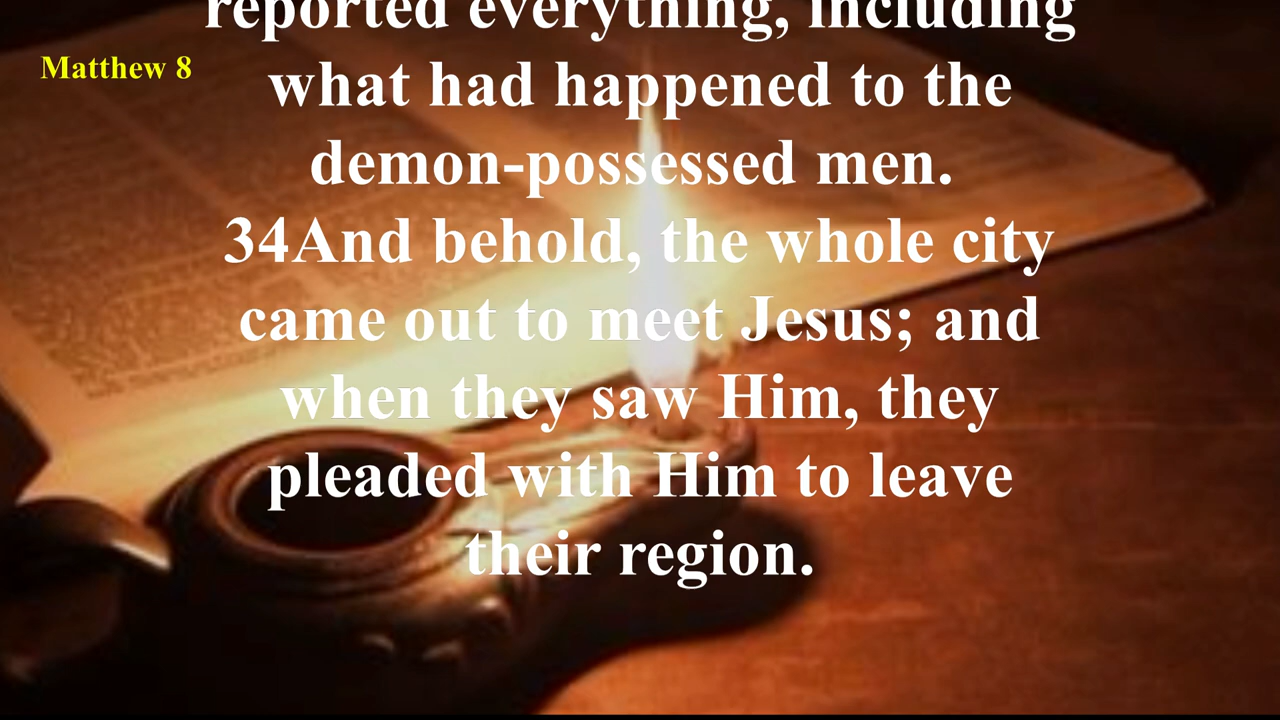 reported everything, including
Matthew 8
what had happened to the
demon-possessed men.
34And behold, the whole city
came out to meet Jesus; and
when they saw Him, they
pleaded with Him to leave
their region.